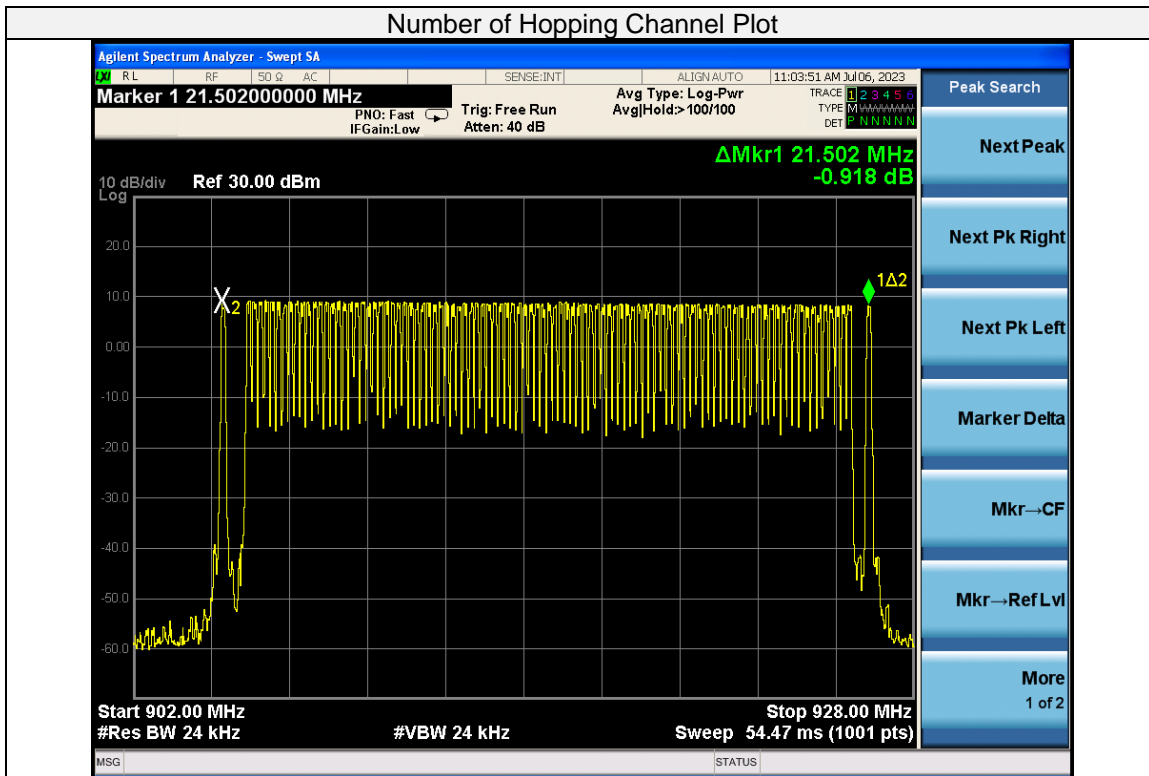 Number of Hopping Channel Plot
Agilent Spectrum Analyzer - Swept SA
LXI RL RF 50 Ω AC SENSE:INT ALIGN AUTO 11:03:51 AM Jul 06, 2023
Marker 1 21.502000000 MHz
PNO: Fast
IFGain:Low
Trig: Free Run
Atten: 40 dB
Avg Type: Log-Pwr
Avg|Hold:>100/100
TRACE 1 2 3 4 5 6
TYPE M WWWWW
DET P N N N N N
Peak Search
ΔMkr1 21.502 MHz
-0.918 dB
10 dB/div Ref 30.00 dBm
Log
20.0
10.0
0.00
-10.0
-20.0
-30.0
-40.0
-50.0
-60.0
X2
1Δ2
Start 902.00 MHz
Stop 928.00 MHz
#Res BW 24 kHz
#VBW 24 kHz
Sweep 54.47 ms (1001 pts)
MSG
STATUS
Next Peak
Next Pk Right
Next Pk Left
Marker Delta
Mkr→CF
Mkr→Ref Lvl
More
1 of 2